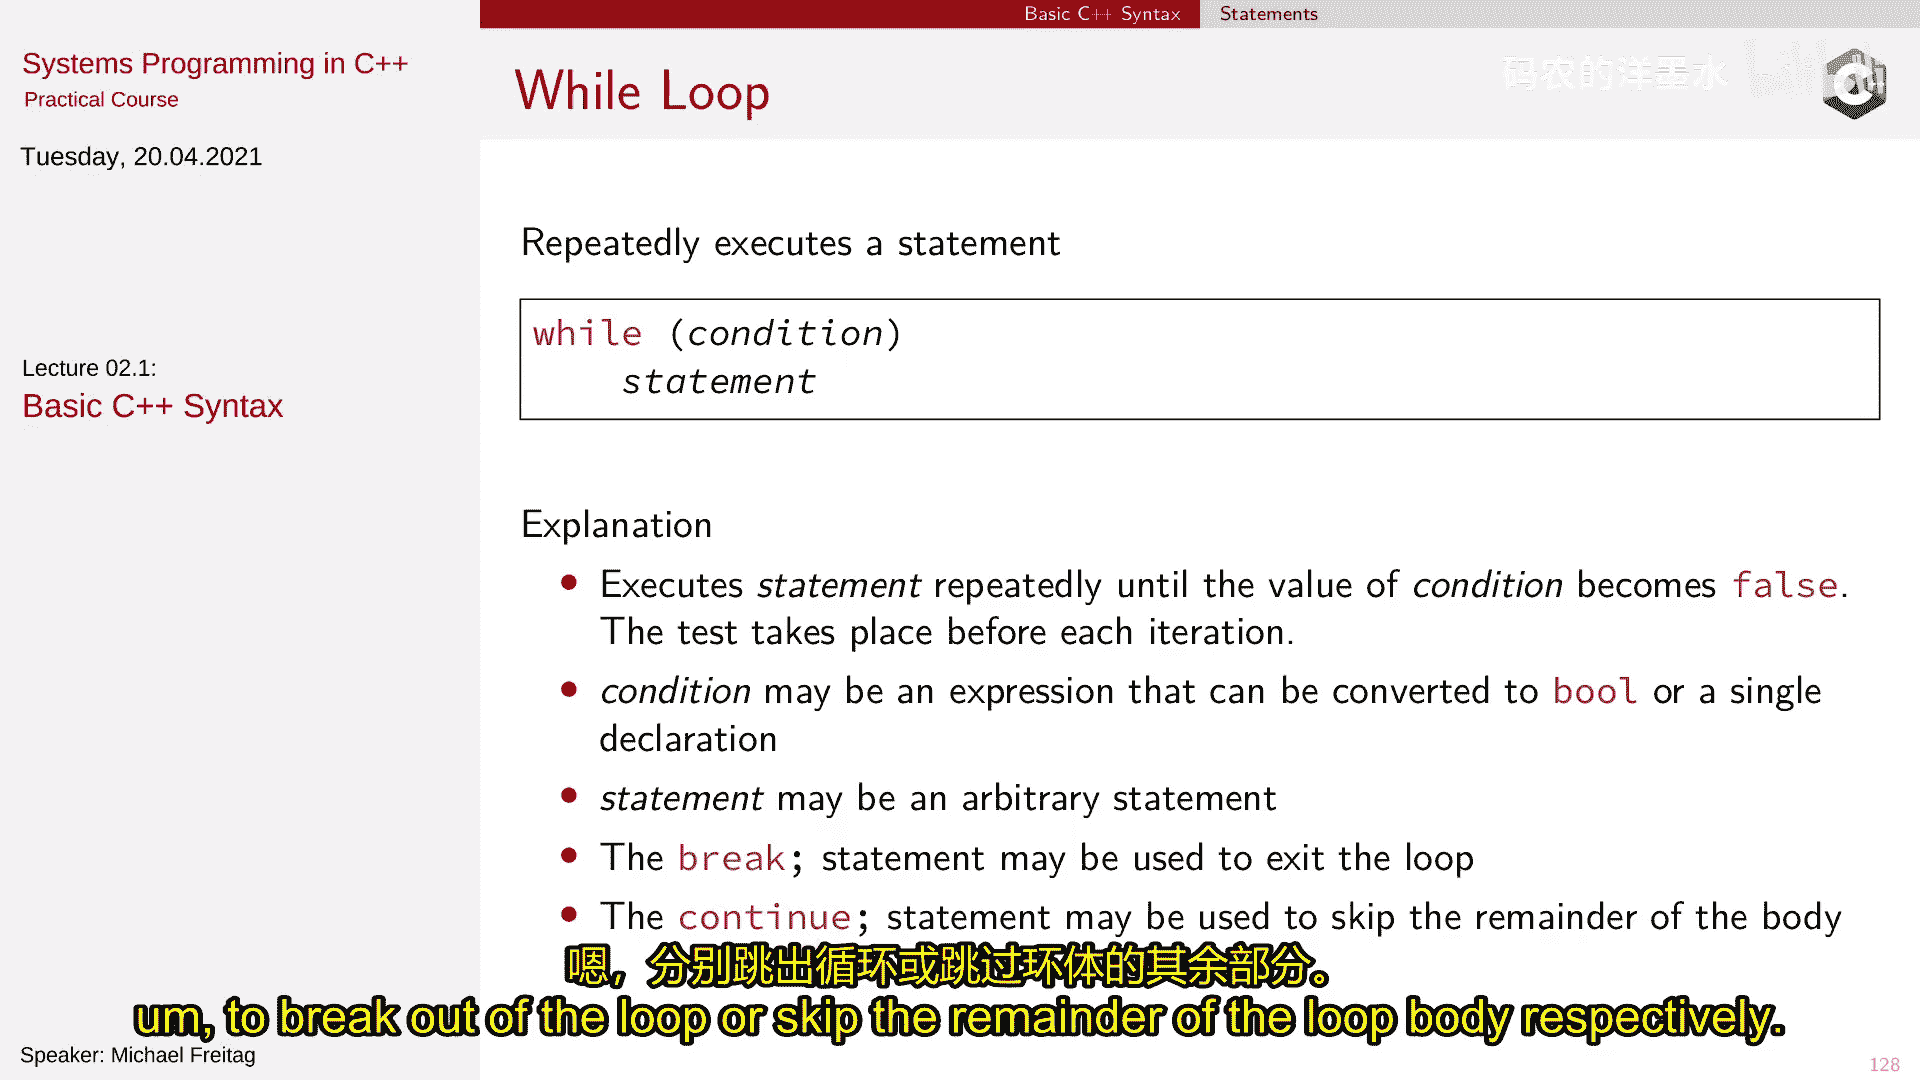 Basic C++ Syntax Statements
Systems Programming in C++
Practical Course
Tuesday, 20.04.2021
Lecture 02.1:
Basic C++ Syntax
While Loop
码农的洋墨水
Repeatedly executes a statement
while (condition)
statement
Explanation
• Executes statement repeatedly until the value of condition becomes false.
The test takes place before each iteration.
• condition may be an expression that can be converted to bool or a single
declaration
• statement may be an arbitrary statement
• The break; statement may be used to exit the loop
• The continue; statement may be used to skip the remainder of the body
嗯，分别跳出循环或跳过环体的其余部分。
um, to break out of the loop or skip the remainder of the loop body respectively.
Speaker: Michael Freitag
128